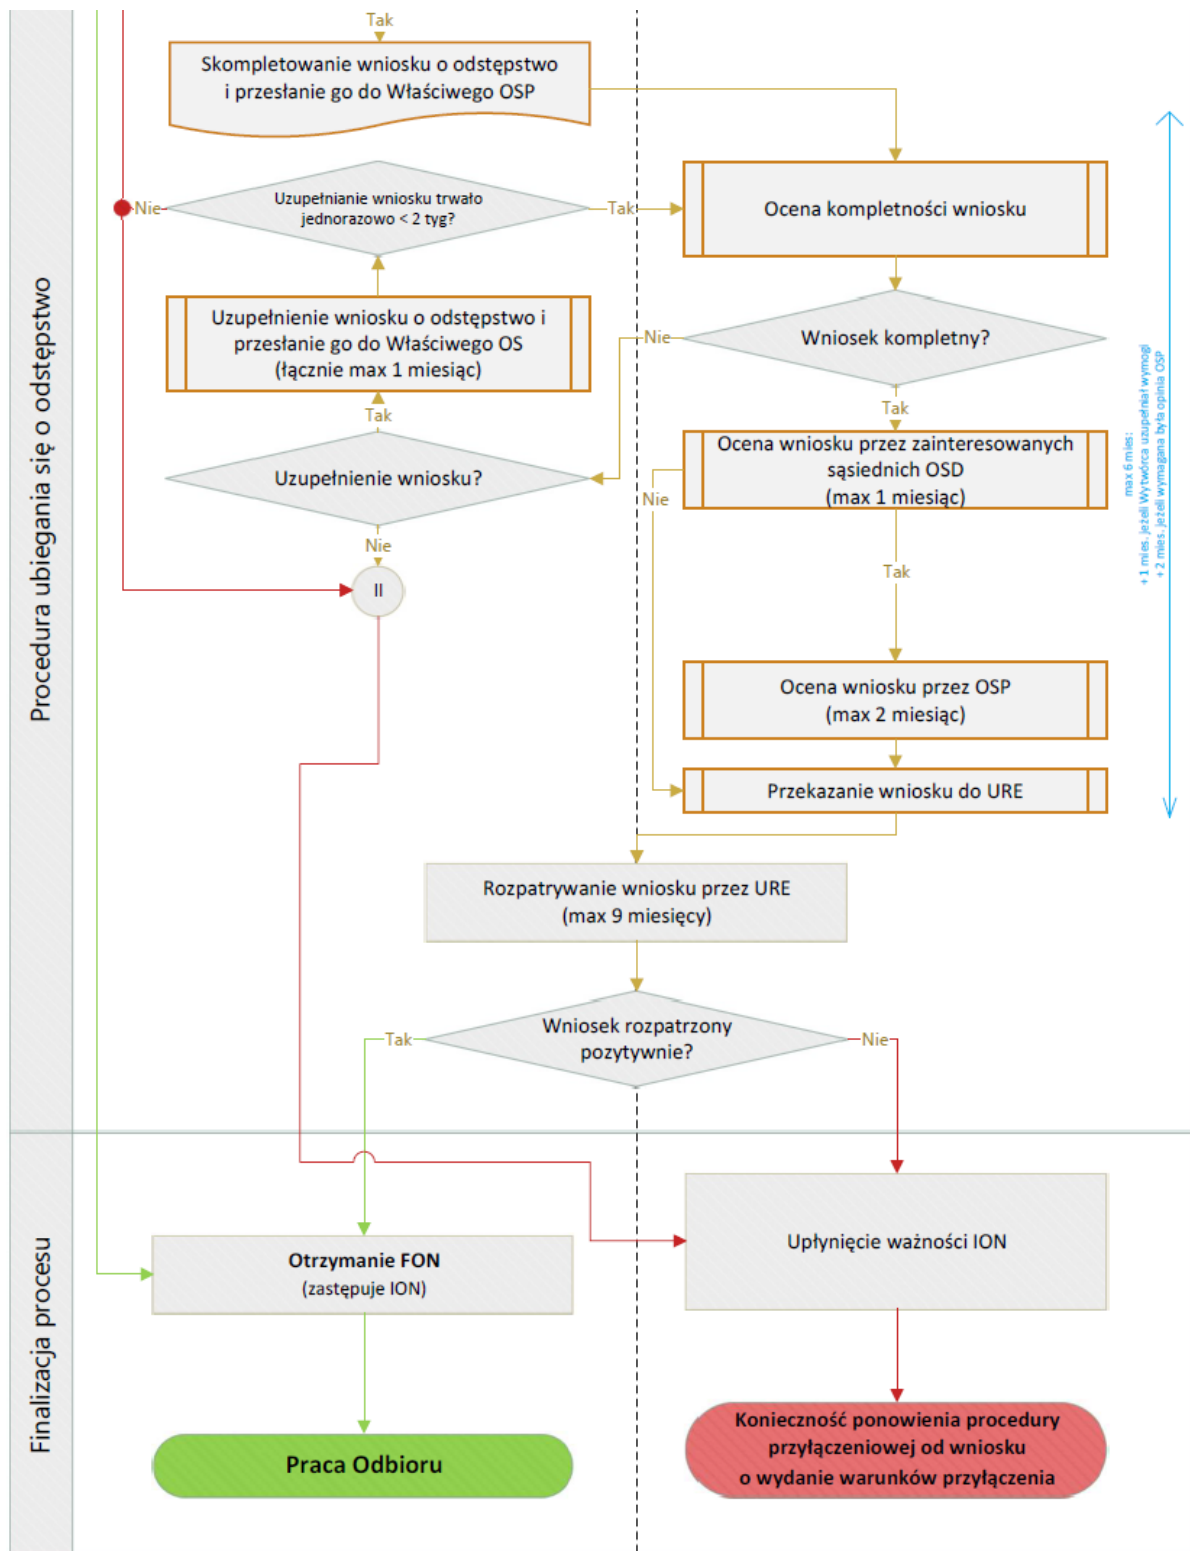 Tak
Skompletowanie wniosku o odstępstwo
i przesłanie go do Właściwego OSP
Uzupełnianie wniosku trwało
jednorazowo < 2 tyg?
Nie
Tak
Ocena kompletności wniosku
Uzupełnienie wniosku o odstępstwo i
przesłanie go do Właściwego OS
(łącznie max 1 miesiąc)
Nie
Wniosek kompletny?
Tak
Tak
Uzupełnienie wniosku?
Ocena wniosku przez zainteresowanych
sąsiednich OSD
(max 1 miesiąc)
Nie
Nie
II
Tak
Ocena wniosku przez OSP
(max 2 miesiąc)
Przekazanie wniosku do URE
max 6 mies:
+ 1 mies. jeżeli Wytwórca uzupełniał wymogi
+ 2 mies. jeżeli wymagana była opinia OSP
Procedura ubiegania się o odstępstwo
Rozpatrywanie wniosku przez URE
(max 9 miesięcy)
Wniosek rozpatrzony
pozytywnie?
Tak
Nie
Finalizacja procesu
Otrzymanie FON
(zastępuje ION)
Upłynięcie ważności ION
Praca Odbioru
Konieczność ponowienia procedury
przyłączeniowej od wniosku
o wydanie warunków przyłączenia